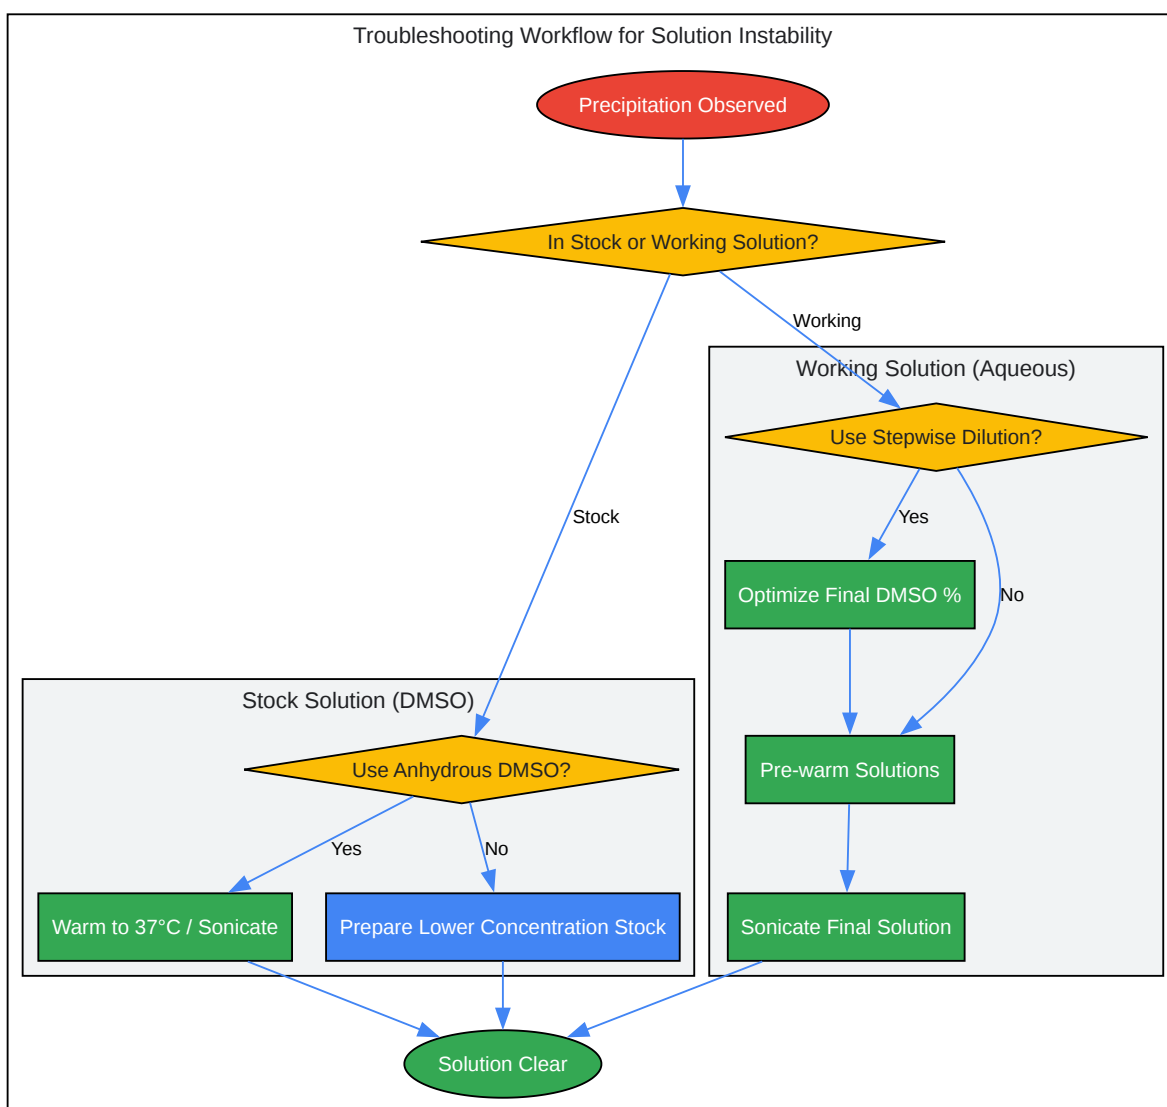 Troubleshooting Workflow for Solution Instability
Precipitation Observed
In Stock or Working Solution?
Working
Working Solution (Aqueous)
Use Stepwise Dilution?
Stock
Yes
Optimize Final DMSO %
No
Stock Solution (DMSO)
Use Anhydrous DMSO?
Pre-warm Solutions
Yes
No
Warm to 37°C / Sonicate
Prepare Lower Concentration Stock
Sonicate Final Solution
Solution Clear